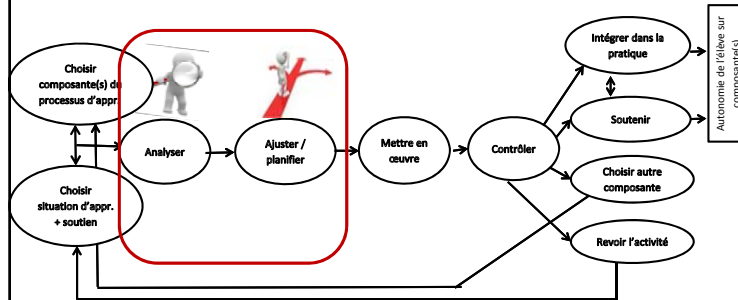 Choisir
composante(s) du
processus d'appr.
Choisir
situation d'appr.
+ soutien
Analyser
Ajuster /
planifier
Mettre en
œuvre
Contrôler
Intégrer dans la
pratique
Soutenir
Choisir autre
composante
Revoir l'activité
Autonomie de l'élève sur
composante(s)